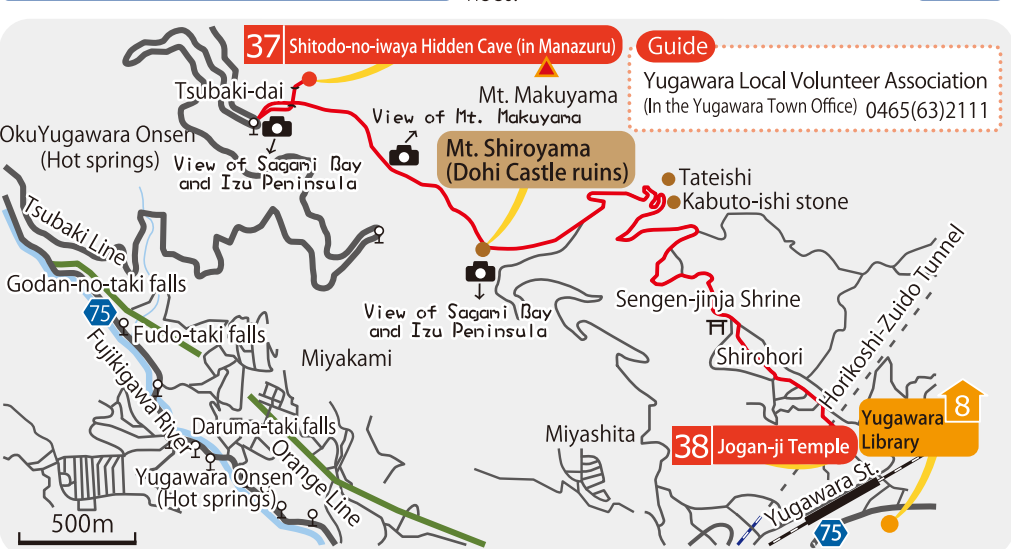 37 Shitodo-no-iwaya Hidden Cave (in Manazuru)
Guide
Yugawara Local Volunteer Association
(In the Yugawara Town Office) 0465(63)2111
Tsubaki-dai
Mt. Makuyama
View of Mt. Makuyama
OkuYugawara Onsen
(Hot springs)
View of Sagami Bay
and Izu Peninsula
Mt. Shiroyama
(Dohi Castle ruins)
Tateishi
Kabuto-ishi stone
Tsubaki Line
Godan-no-taki falls
75
Fudo-taki falls
Fujikigawa River
View of Sagami Bay
and Izu Peninsula
Miyakami
Sengen-jinja Shrine
Shirohori
Horikoshi-Zuido Tunnel
Daruma-taki falls
Orange Line
Miyashita
38 Jogan-ji Temple
8
Yugawara
Library
Yugawara Onsen
(Hot springs)
Yugawara St.
75
500m